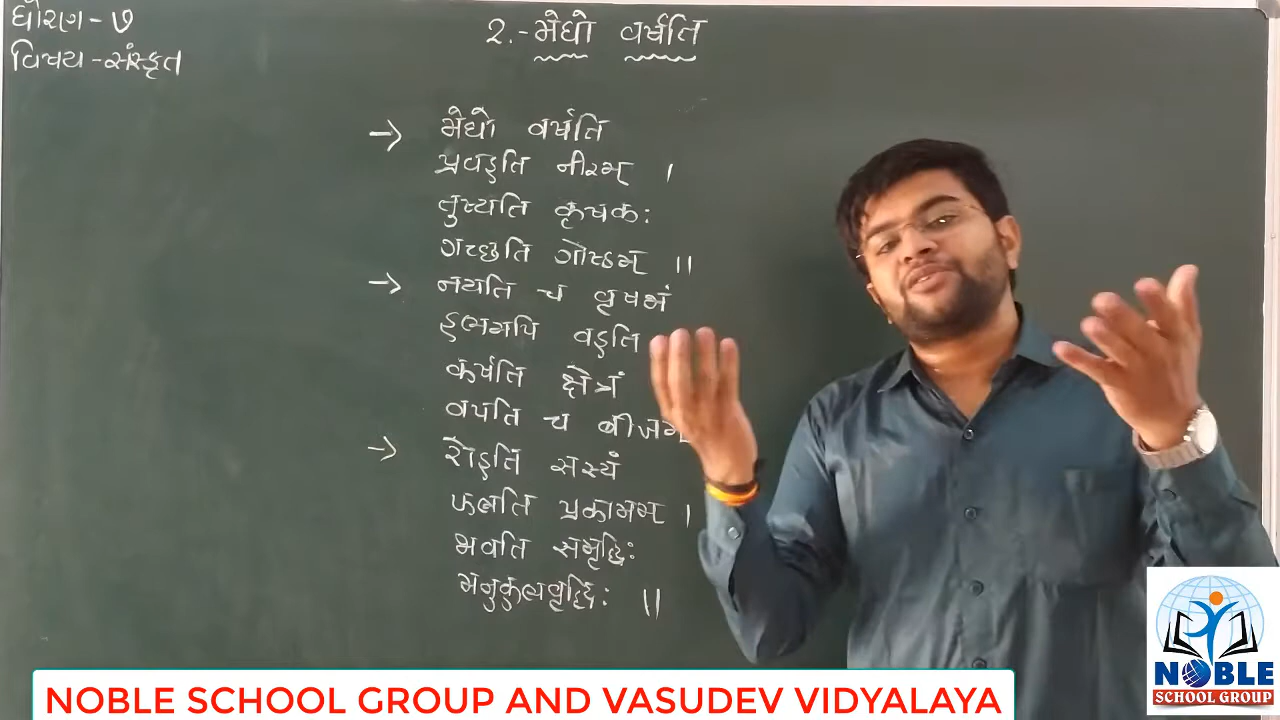 ધોરણ - ૭
વિષય - સંસ્કૃત
2. - मेघो वर्षति
→ मेघो वर्षति
प्रवहति नीरम् ।
तुष्यति कृषकः
गच्छति गोष्ठम् ॥
→ नयति च वृषभं
हलमपि वहति
कर्षति क्षेत्रं
वपति च बीजम्
→ रोहति सस्यं
फलति प्रकामम् ।
भवति समृद्धिः
मनुकुलवृद्धिः ॥
NOBLE
SCHOOL GROUP
NOBLE SCHOOL GROUP AND VASUDEV VIDYALAYA